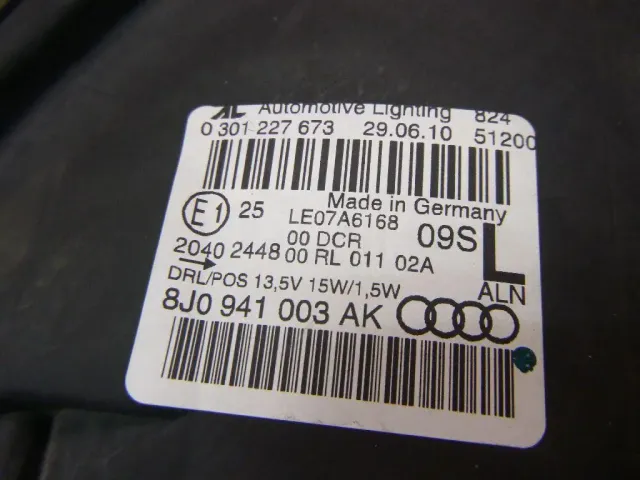 AL Automotive Lighting 824
0 301 227 673 29.06.10 51200
Made in Germany
E1 25 LE07A6168 09S L
00 DCR
2040 2448 00 RL 011 02A
→
DRL/POS 13,5V 15W/1,5W ALN
8J0 941 003 AK